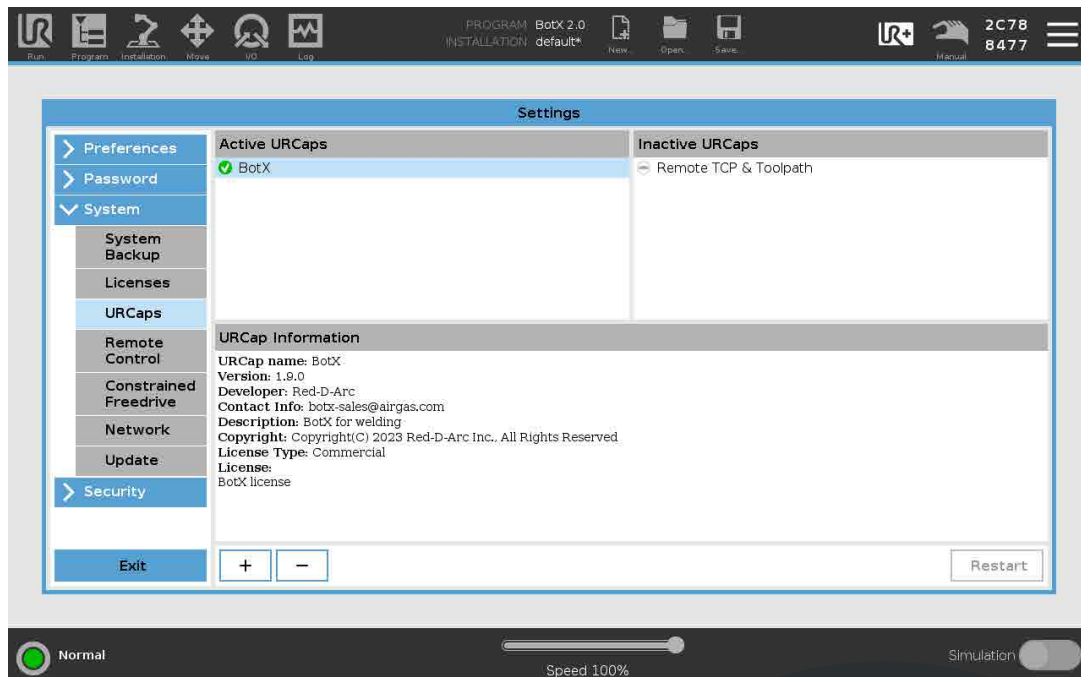 PROGRAM BotX 2.0
INSTALLATION default*
Run Program Installation Move I/O Log
New... Open... Save...
R+
Manual
2C78
8477
Settings
Preferences
Password
System
System
Backup
Licenses
URCaps
Remote
Control
Constrained
Freedrive
Network
Update
Security
Exit
Active URCaps
BotX
Inactive URCaps
Remote TCP & Toolpath
URCap Information
URCap name: BotX
Version: 1.9.0
Developer: Red-D-Arc
Contact Info: botx-sales@airgas.com
Description: BotX for welding
Copyright: Copyright(C) 2023 Red-D-Arc Inc., All Rights Reserved
License Type: Commercial
License:
BotX license
+ −
Restart
Normal
Speed 100%
Simulation